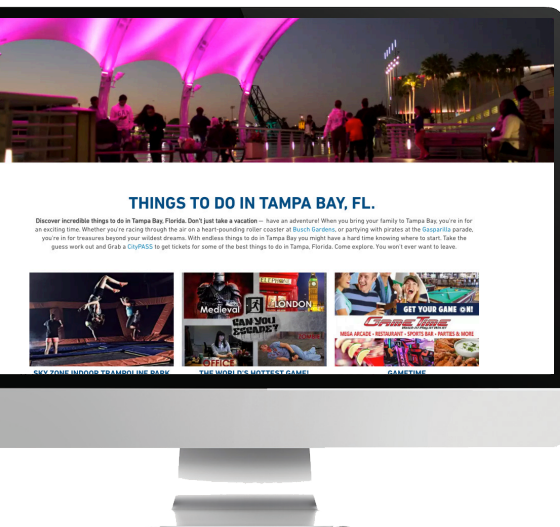 THINGS TO DO IN TAMPA BAY, FL.
Discover incredible things to do in Tampa Bay, Florida. Don't just take a vacation — have an adventure! When you bring your family to Tampa Bay, you're in for
an exciting time. Whether you're racing through the air on a heart-pounding roller coaster at Busch Gardens, or partying with pirates at the Gasparilla parade,
you're in for treasures beyond your wildest dreams. With endless things to do in Tampa Bay you might have a hard time knowing where to start. Take the
guess work out and Grab a CityPASS to get tickets for some of the best things to do in Tampa, Florida. Come explore. You won't ever want to leave.
Medieval
LONDON
CAN YOU
ESCAPE?
OFFICE
GET YOUR GAME ON!
GAME TIME
MEGA ARCADE • RESTAURANT • SPORTS BAR • PARTIES & MORE
SKY ZONE INDOOR TRAMPOLINE PARK
THE WORLD'S HOTTEST GAME!
GAMETIME